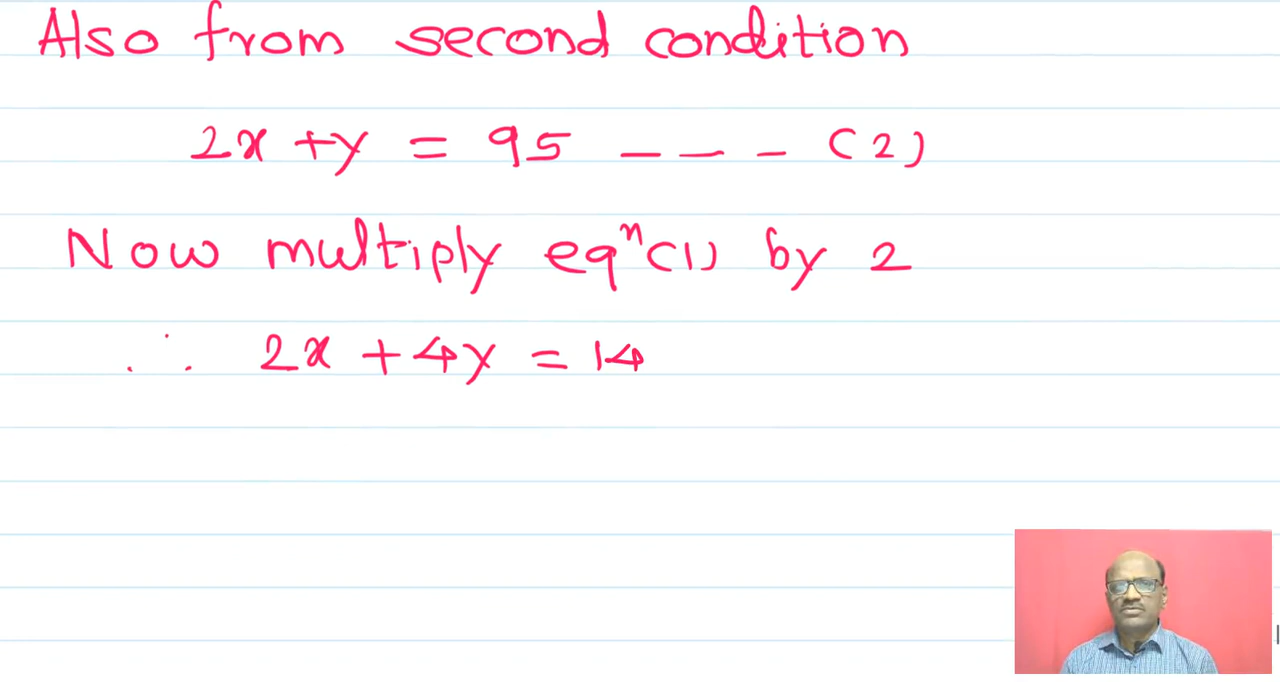 Also from second condition
2x + y = 95 - - - (2)
Now multiply eqⁿ (1) by 2
∴ 2x + 4y = 14